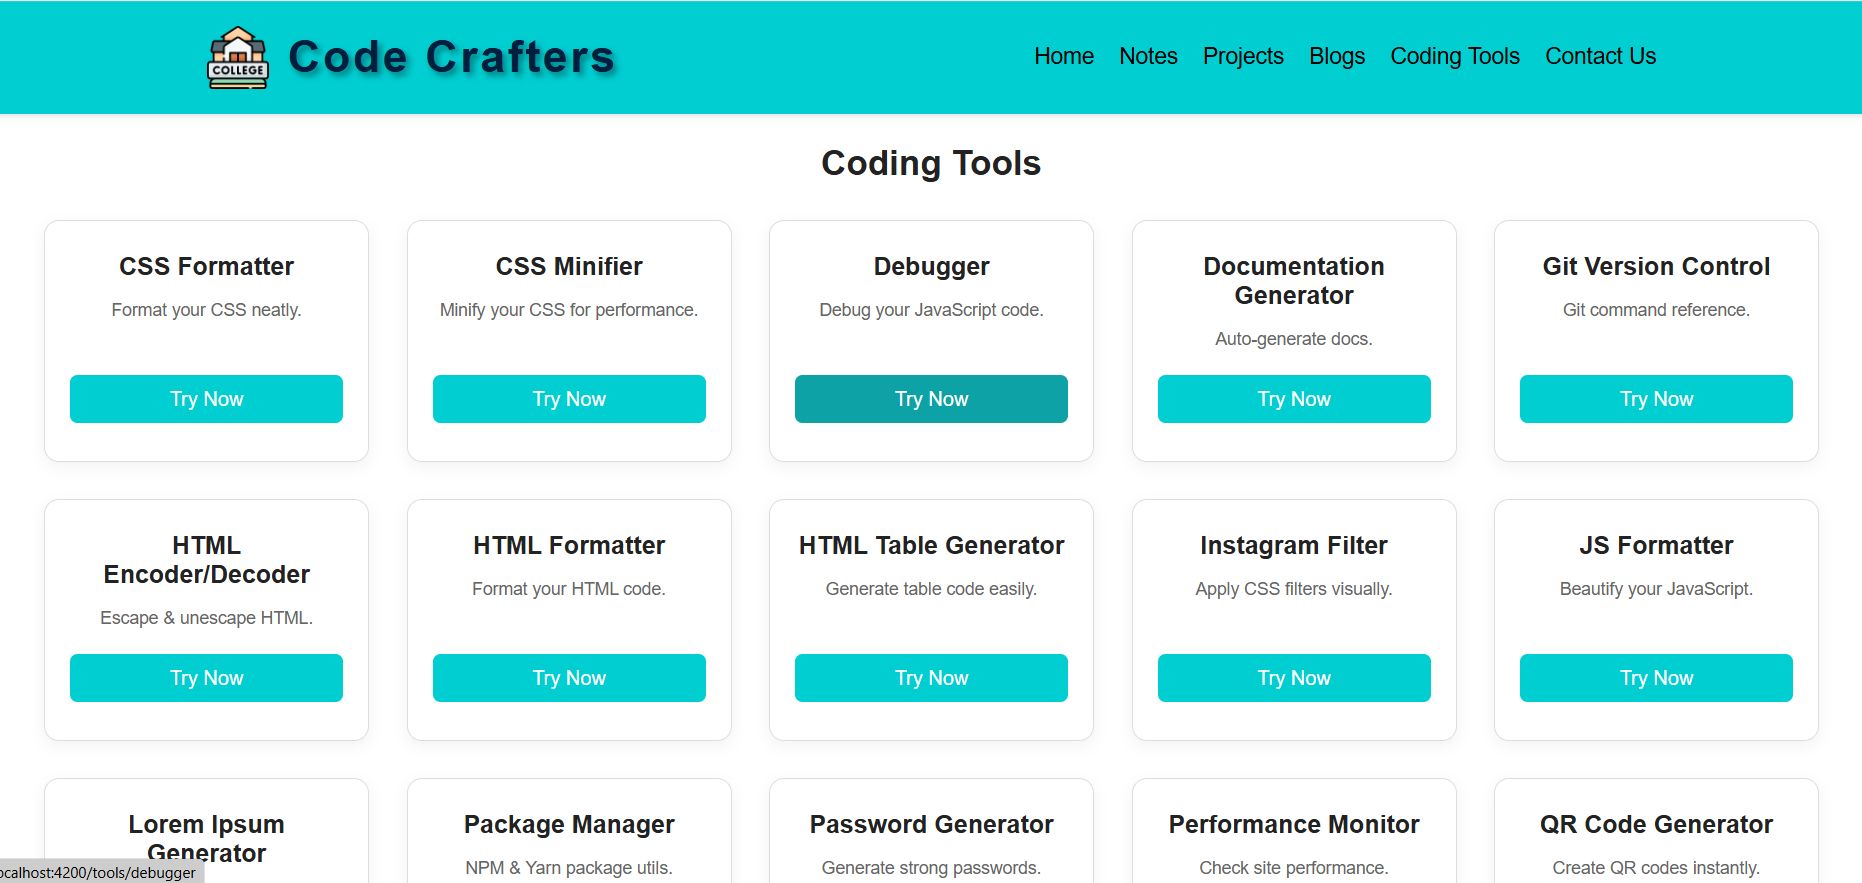 COLLEGE
Code Crafters
Home Notes Projects Blogs Coding Tools Contact Us
Coding Tools
CSS Formatter
Format your CSS neatly.
Try Now
CSS Minifier
Minify your CSS for performance.
Try Now
Debugger
Debug your JavaScript code.
Try Now
Documentation
Generator
Auto-generate docs.
Try Now
Git Version Control
Git command reference.
Try Now
HTML
Encoder/Decoder
Escape & unescape HTML.
Try Now
HTML Formatter
Format your HTML code.
Try Now
HTML Table Generator
Generate table code easily.
Try Now
Instagram Filter
Apply CSS filters visually.
Try Now
JS Formatter
Beautify your JavaScript.
Try Now
Lorem Ipsum
Generator
Package Manager
NPM & Yarn package utils.
Password Generator
Generate strong passwords.
Performance Monitor
Check site performance.
QR Code Generator
Create QR codes instantly.
ocalhost:4200/tools/debugger